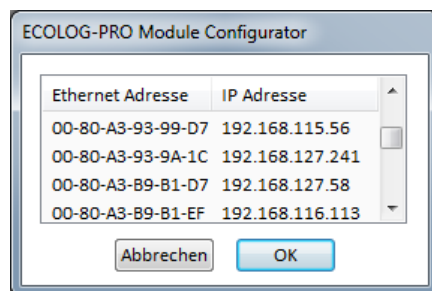 ECOLOG-PRO Module Configurator
Ethernet Adresse IP Adresse
00-80-A3-93-99-D7 192.168.115.56
00-80-A3-93-9A-1C 192.168.127.241
00-80-A3-B9-B1-D7 192.168.127.58
00-80-A3-B9-B1-EF 192.168.116.113
Abbrechen OK